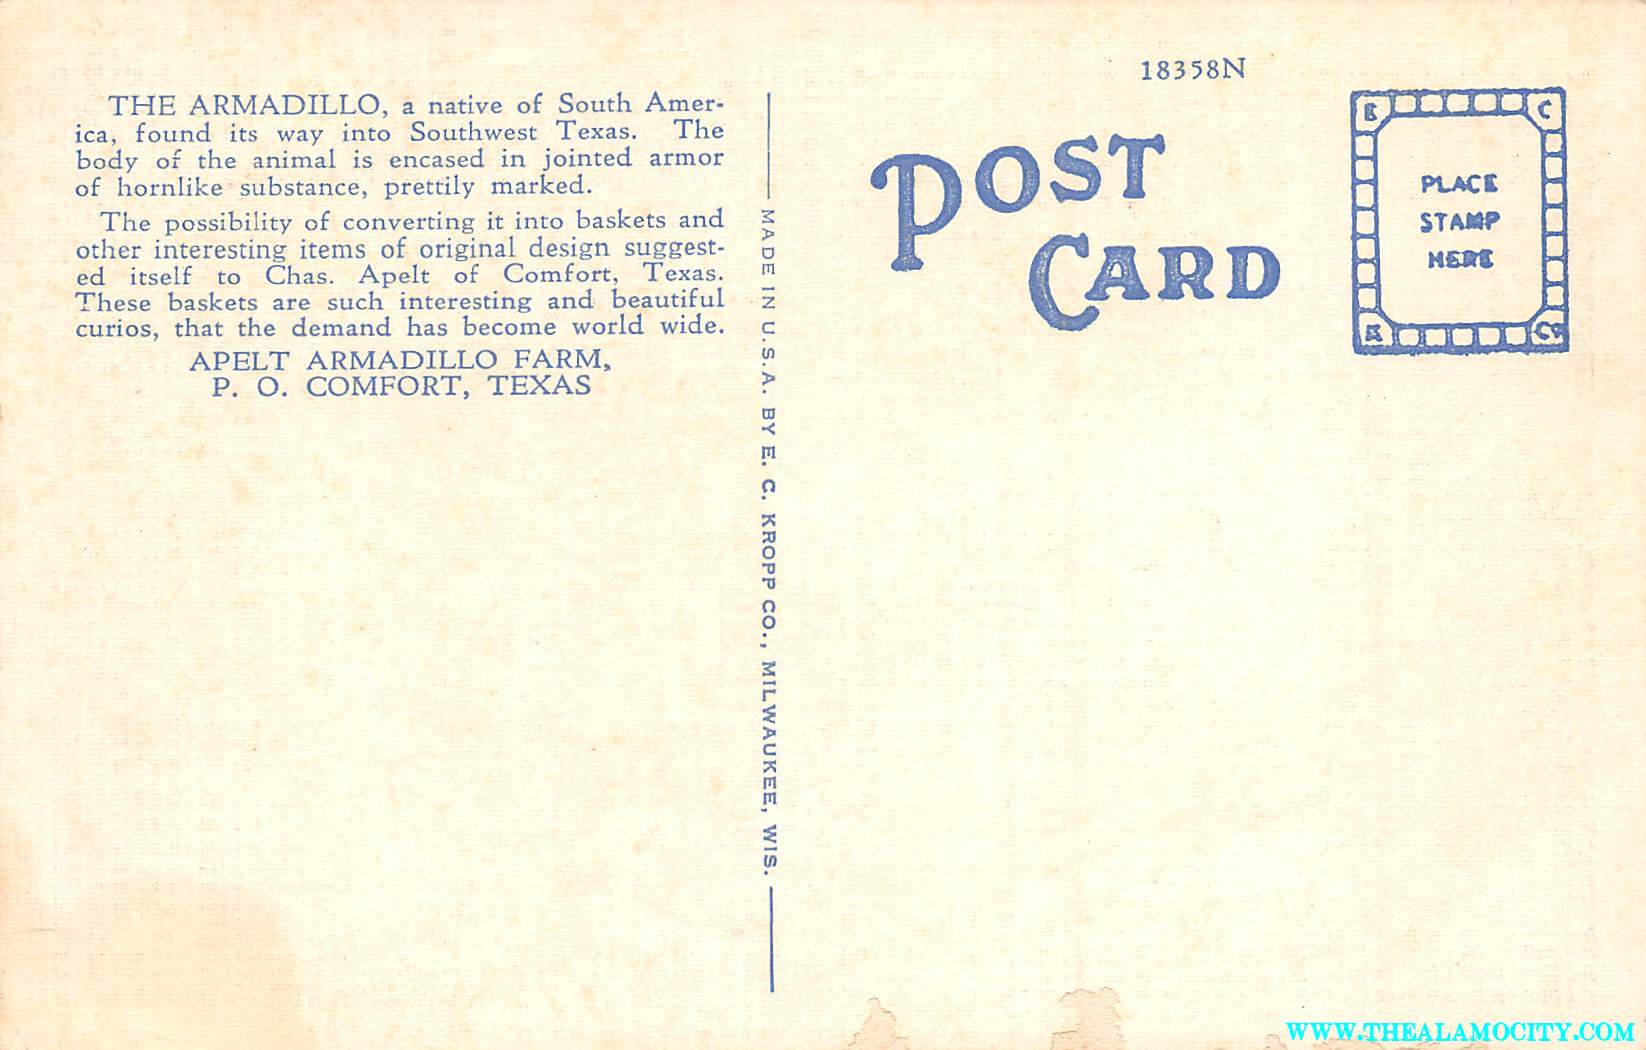 THE ARMADILLO, a native of South Amer-
ica, found its way into Southwest Texas. The
body of the animal is encased in jointed armor
of hornlike substance, prettily marked.
The possibility of converting it into baskets and
other interesting items of original design suggest-
ed itself to Chas. Apelt of Comfort, Texas.
These baskets are such interesting and beautiful
curios, that the demand has become world wide.
APELT ARMADILLO FARM,
P. O. COMFORT, TEXAS
MADE IN U.S.A. BY E. C. KROPP CO., MILWAUKEE, WIS.
18358N
POST
CARD
E C
PLACE
STAMP
HERE
K Co
WWW.THEALAMOCITY.COM